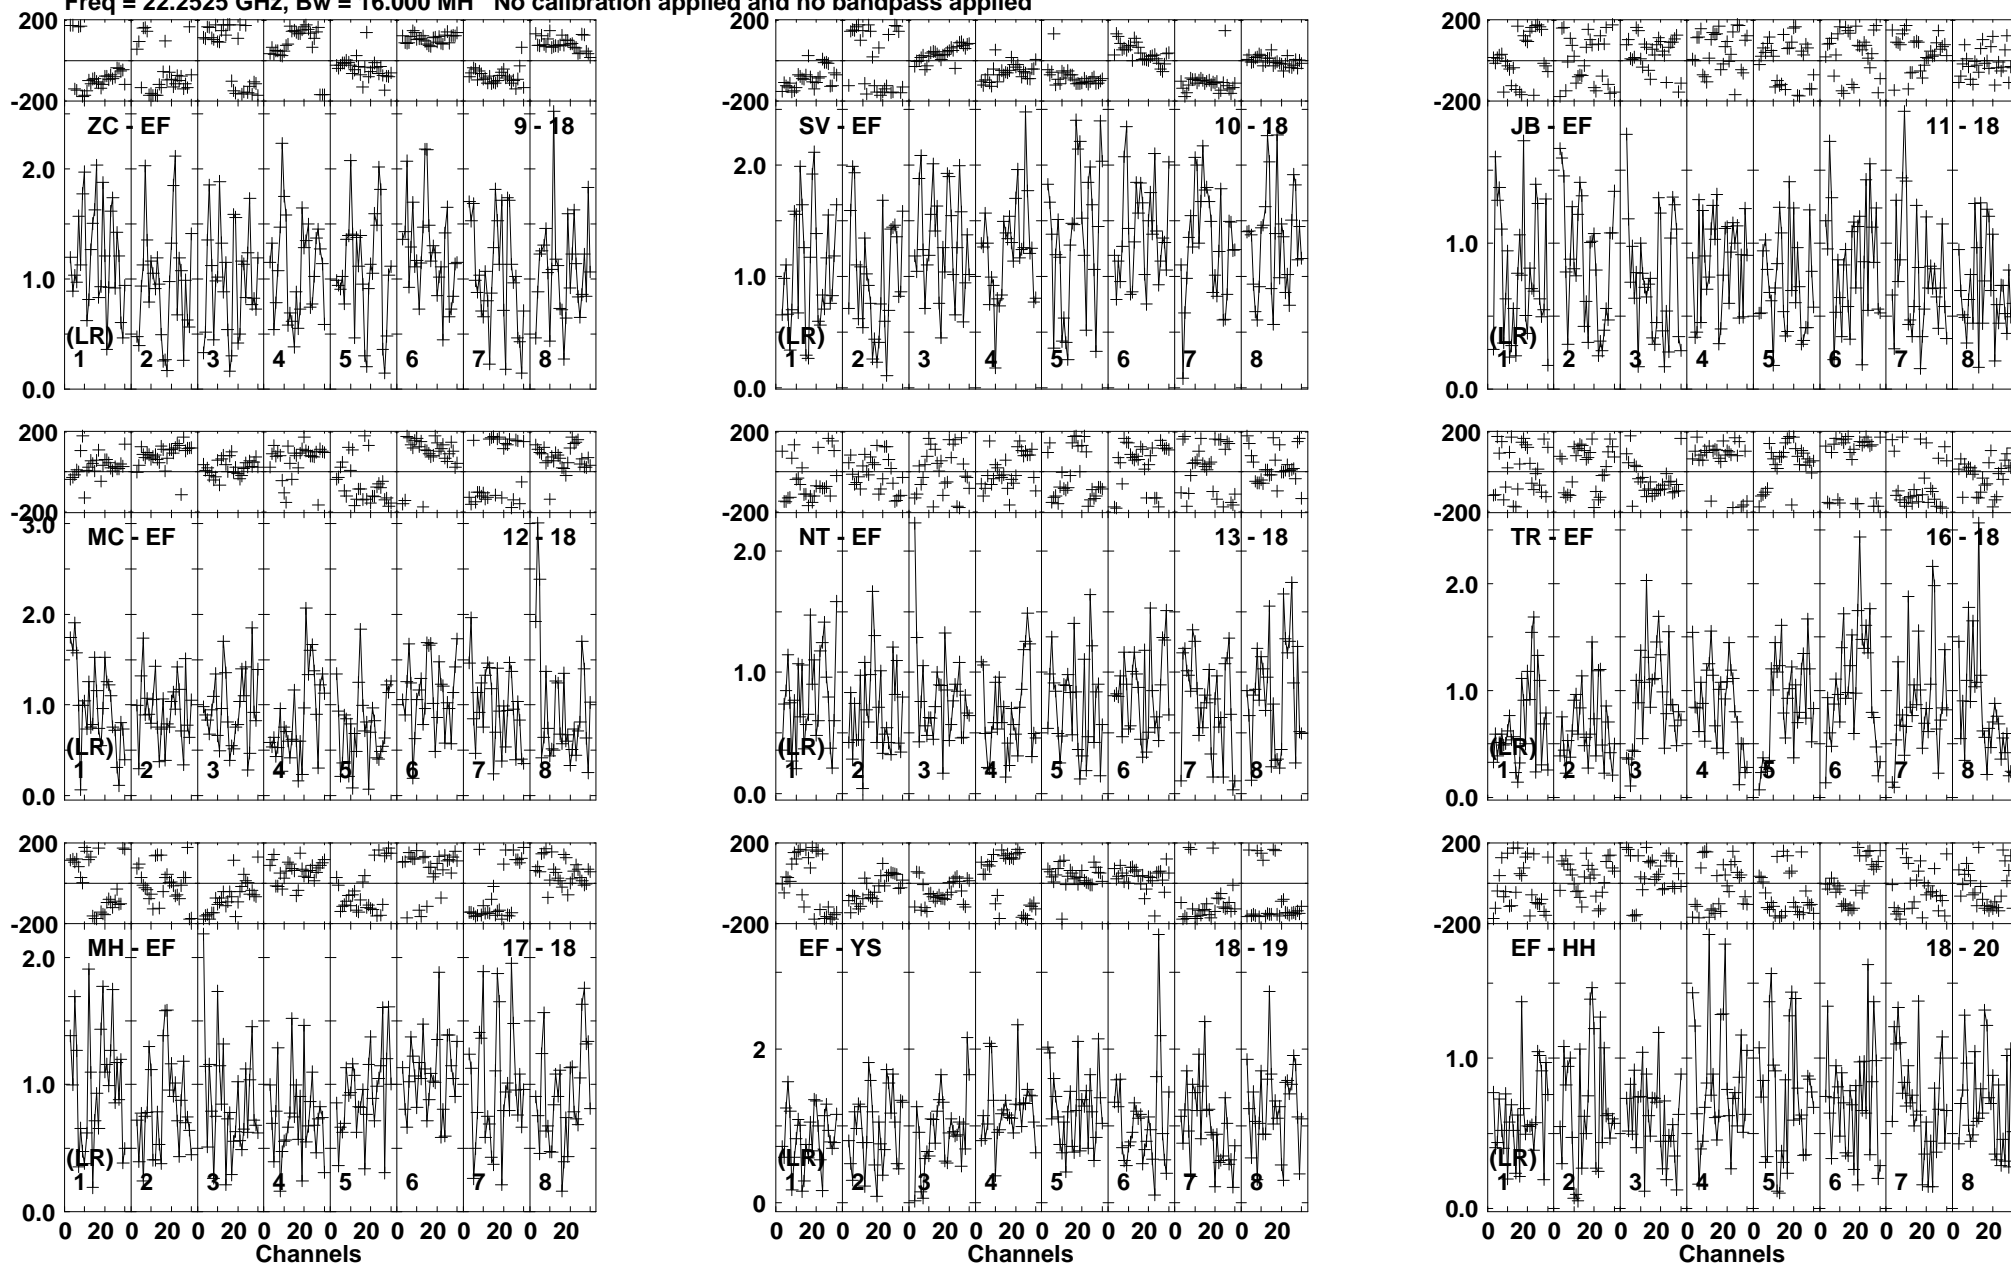 Freq = 22.2525 GHz, Bw = 16.000 MH No calibration applied and no bandpass applied
200
-200
ZC - EF 9 - 18
2.0
1.0
(LR)
1 2 3 4 5 6 7 8
0.0
200
-200
SV - EF 10 - 18
2.0
1.0
(LR)
1 2 3 4 5 6 7 8
0.0
200
-200
JB - EF 11 - 18
1.0
(LR)
1 2 3 4 5 6 7 8
0.0
200
-200
3.0
MC - EF 12 - 18
2.0
1.0
(LR)
1 2 3 4 5 6 7 8
0.0
200
-200
NT - EF 13 - 18
2.0
1.0
(LR)
1 2 3 4 5 6 7 8
0.0
200
-200
TR - EF 16 - 18
2.0
1.0
(LR)
1 2 3 4 5 6 7 8
0.0
200
-200
MH - EF 17 - 18
2.0
1.0
(LR)
1 2 3 4 5 6 7 8
0.0
0 20 0 20 0 20 0 20 0 20 0 20 0 20 0 20
Channels
200
-200
EF - YS 18 - 19
2
(LR)
1 2 3 4 5 6 7 8
0
0 20 0 20 0 20 0 20 0 20 0 20 0 20 0 20
Channels
200
-200
EF - HH 18 - 20
1.0
(LR)
1 2 3 4 5 6 7 8
0.0
0 20 0 20 0 20 0 20 0 20 0 20 0 20 0 20
Channels